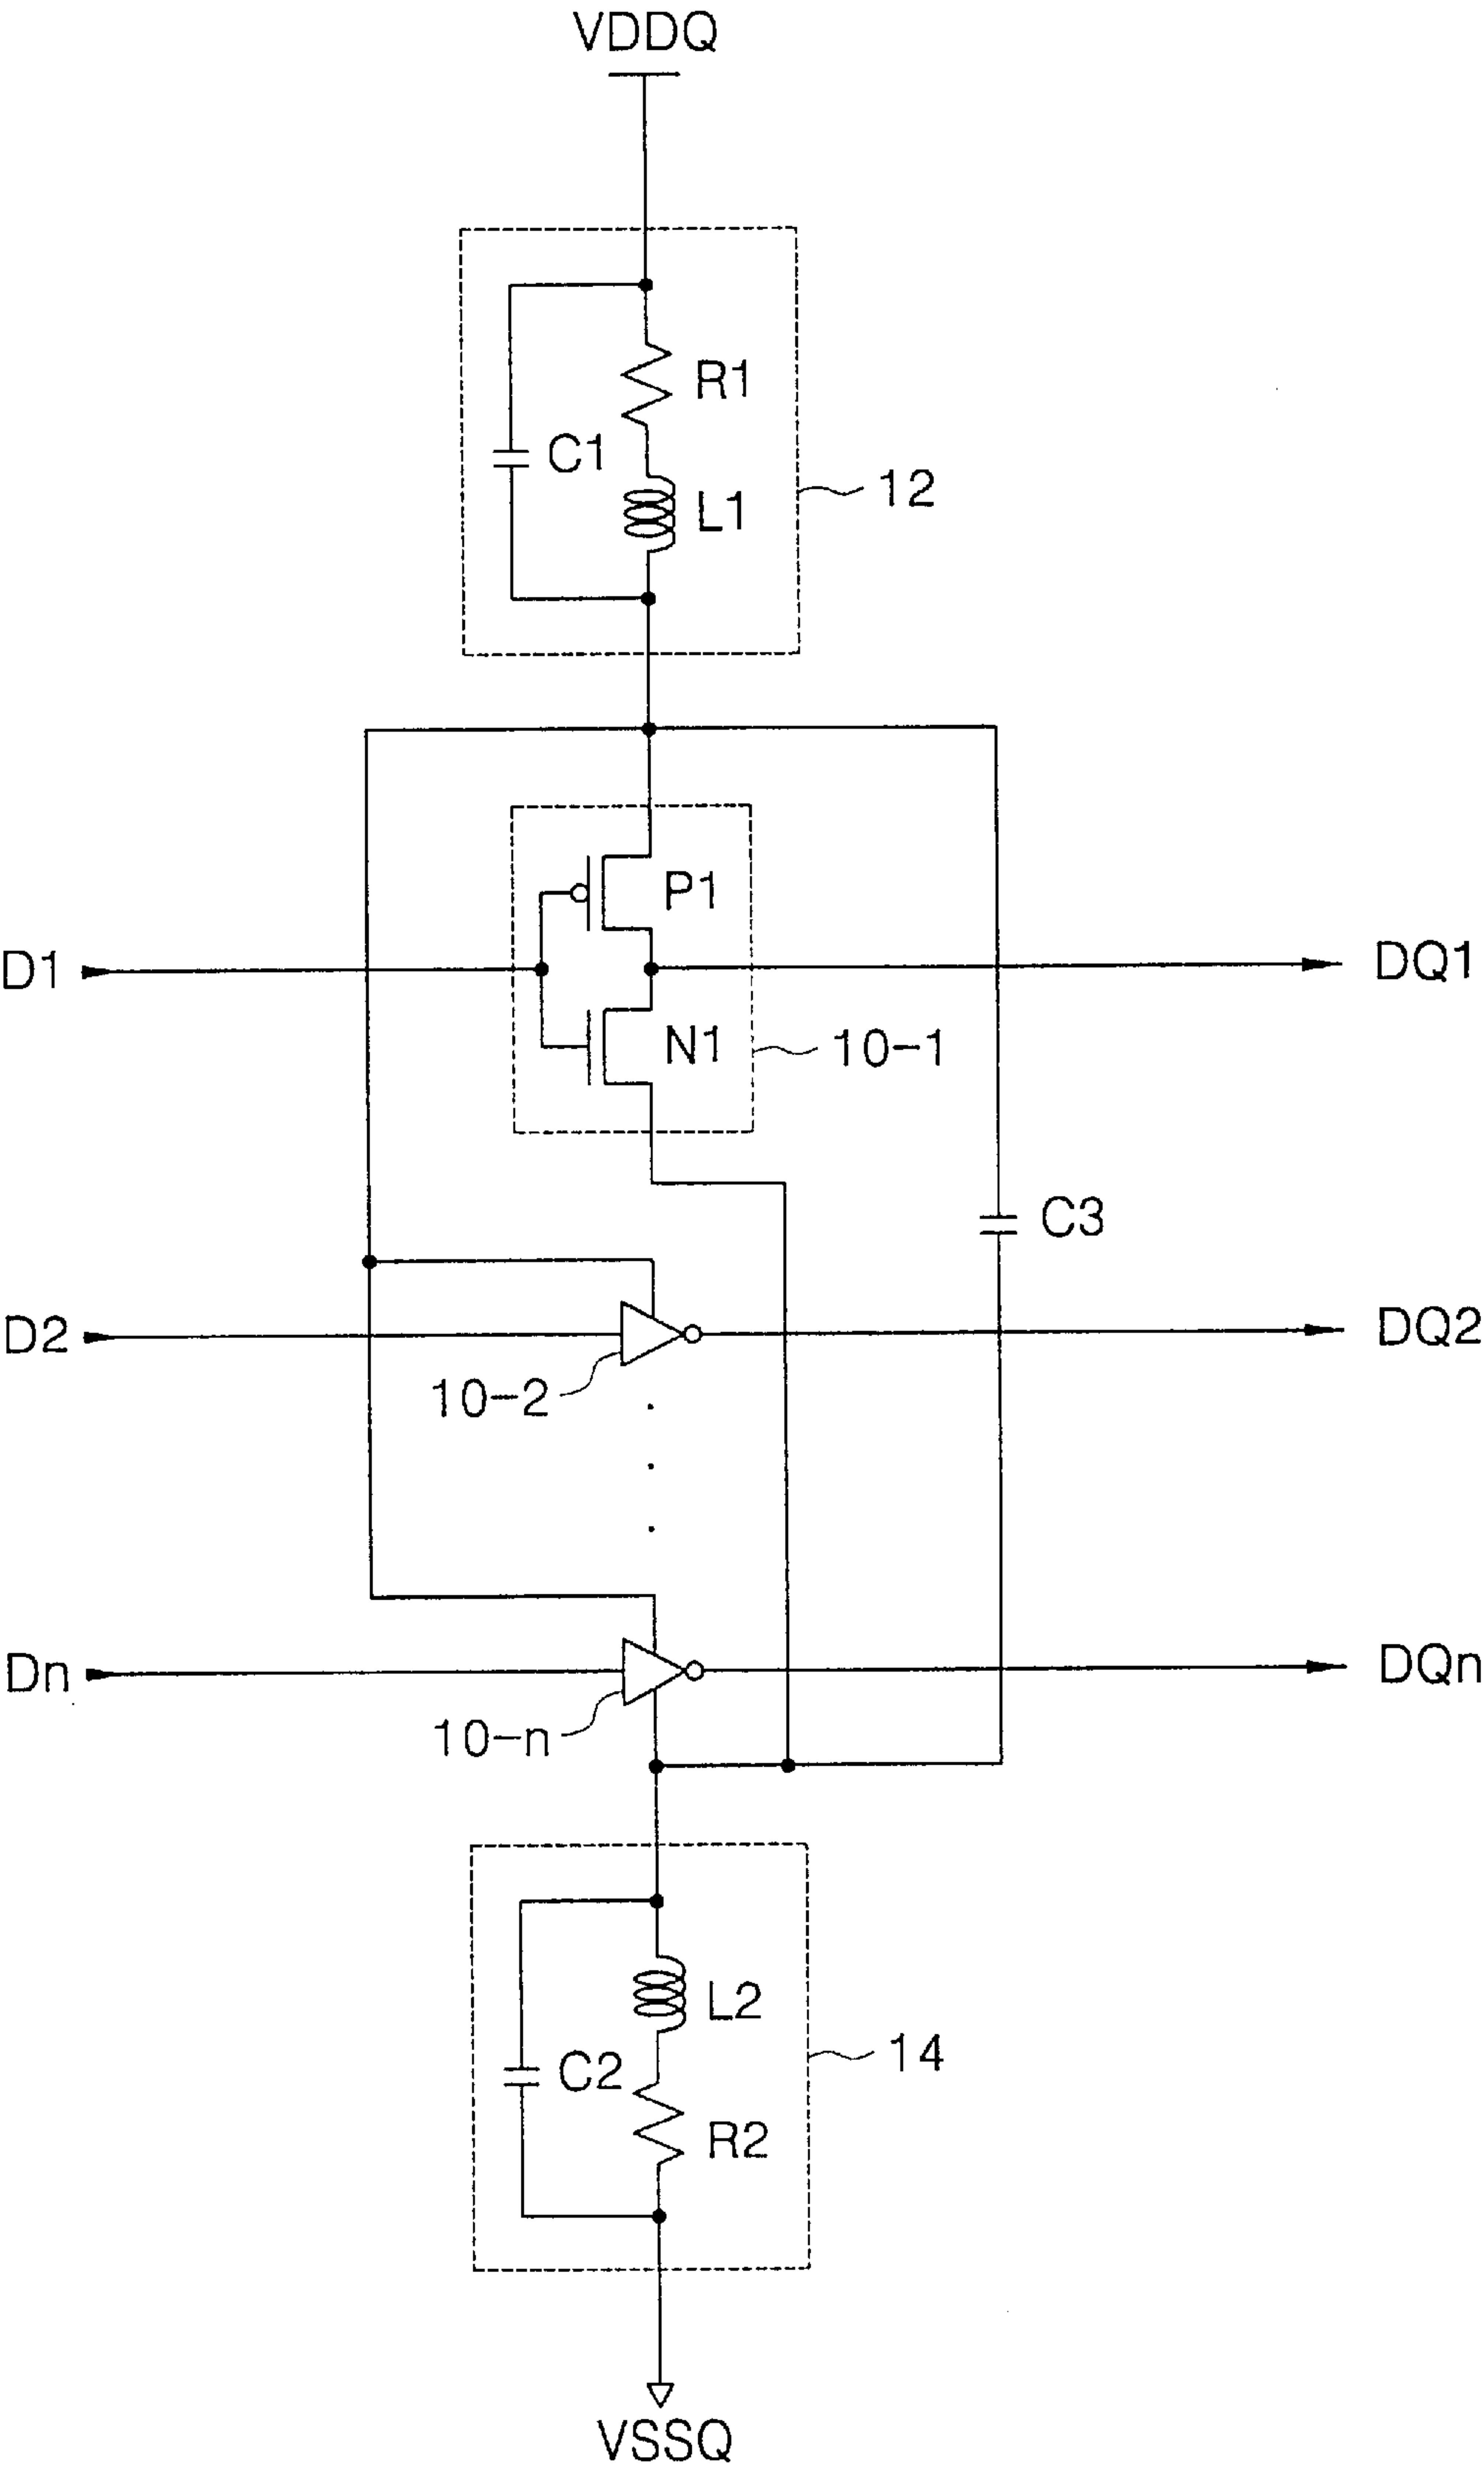 VDDQ
R1
C1
L1
12
P1
D1
DQ1
N1
10-1
C3
D2
DQ2
10-2
Dn
DQn
10-n
L2
14
C2
R2
VSSQ